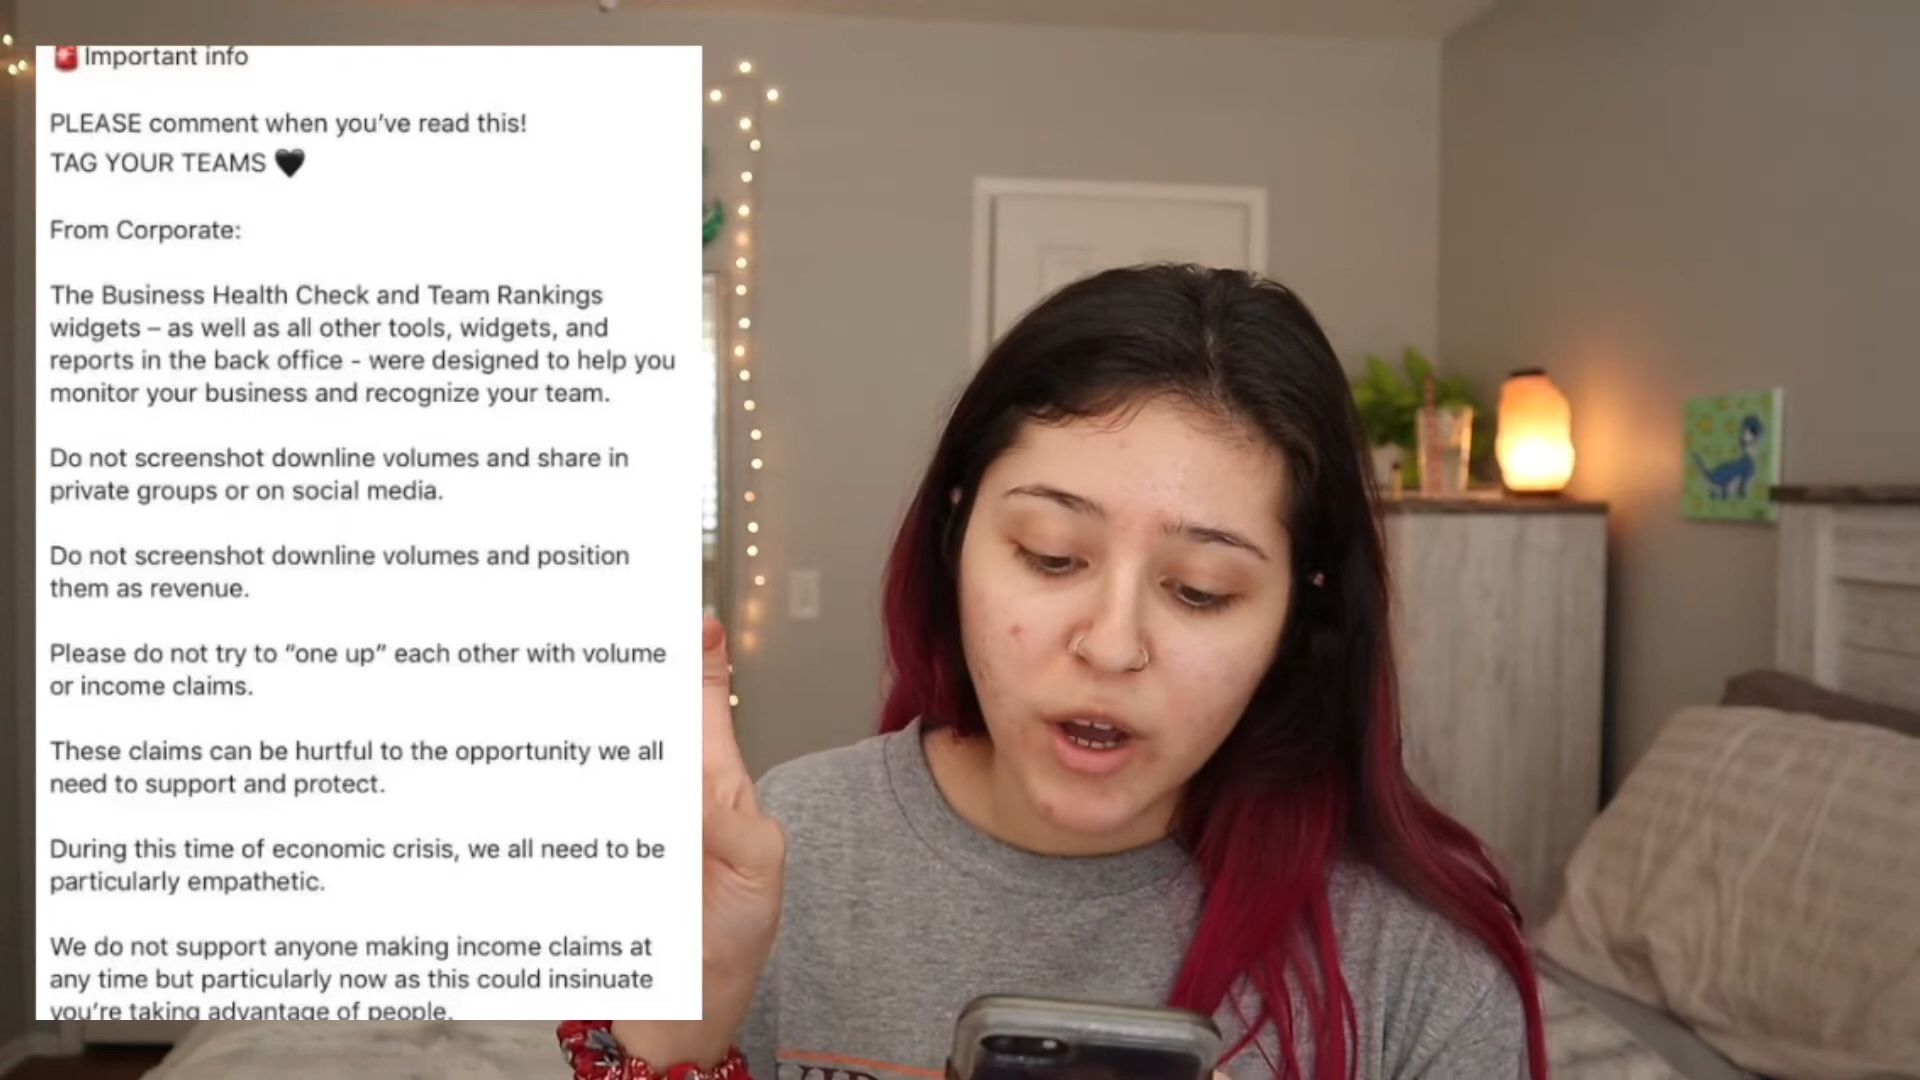 Important info
PLEASE comment when you've read this!
TAG YOUR TEAMS
From Corporate:
The Business Health Check and Team Rankings
widgets – as well as all other tools, widgets, and
reports in the back office - were designed to help you
monitor your business and recognize your team.
Do not screenshot downline volumes and share in
private groups or on social media.
Do not screenshot downline volumes and position
them as revenue.
Please do not try to “one up” each other with volume
or income claims.
These claims can be hurtful to the opportunity we all
need to support and protect.
During this time of economic crisis, we all need to be
particularly empathetic.
We do not support anyone making income claims at
any time but particularly now as this could insinuate
you're taking advantage of people.